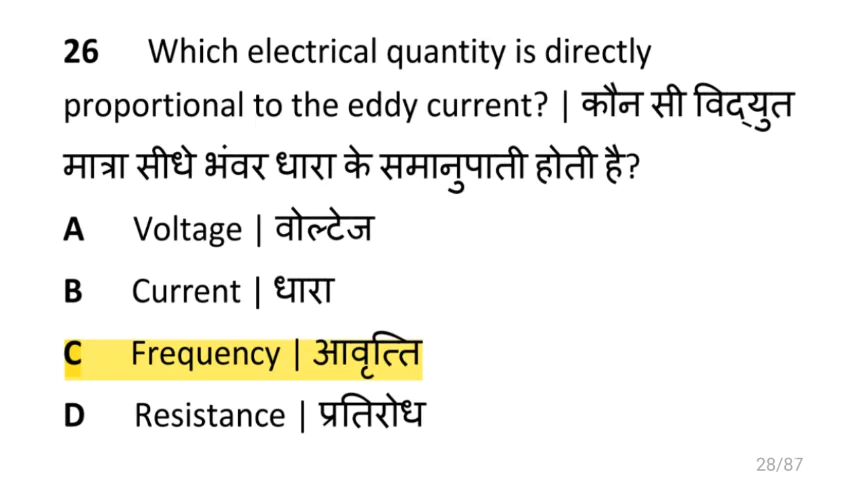 26 Which electrical quantity is directly
proportional to the eddy current? | कौन सी विद्युत
मात्रा सीधे भंवर धारा के समानुपाती होती है?
A Voltage | वोल्टेज
B Current | धारा
C Frequency | आवृत्ति
D Resistance | प्रतिरोध
28/87